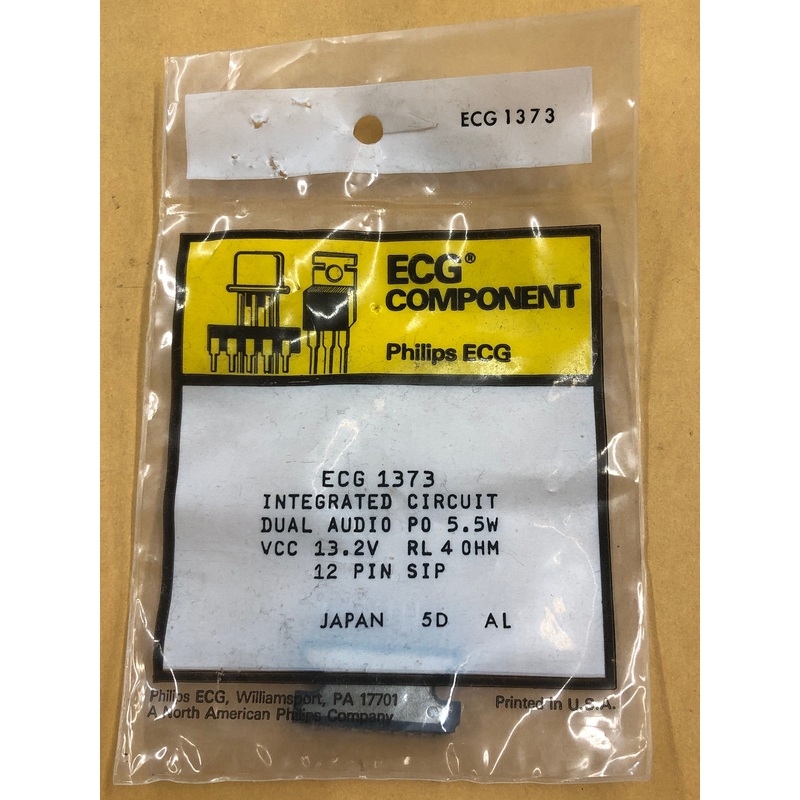 ECG 1373
ECG®
COMPONENT
Philips ECG
ECG 1373
INTEGRATED CIRCUIT
DUAL AUDIO PO 5.5W
VCC 13.2V RL 4 OHM
12 PIN SIP
JAPAN 5D AL
Philips ECG, Williamsport, PA 17701
A North American Philips Company
Printed in U.S.A.